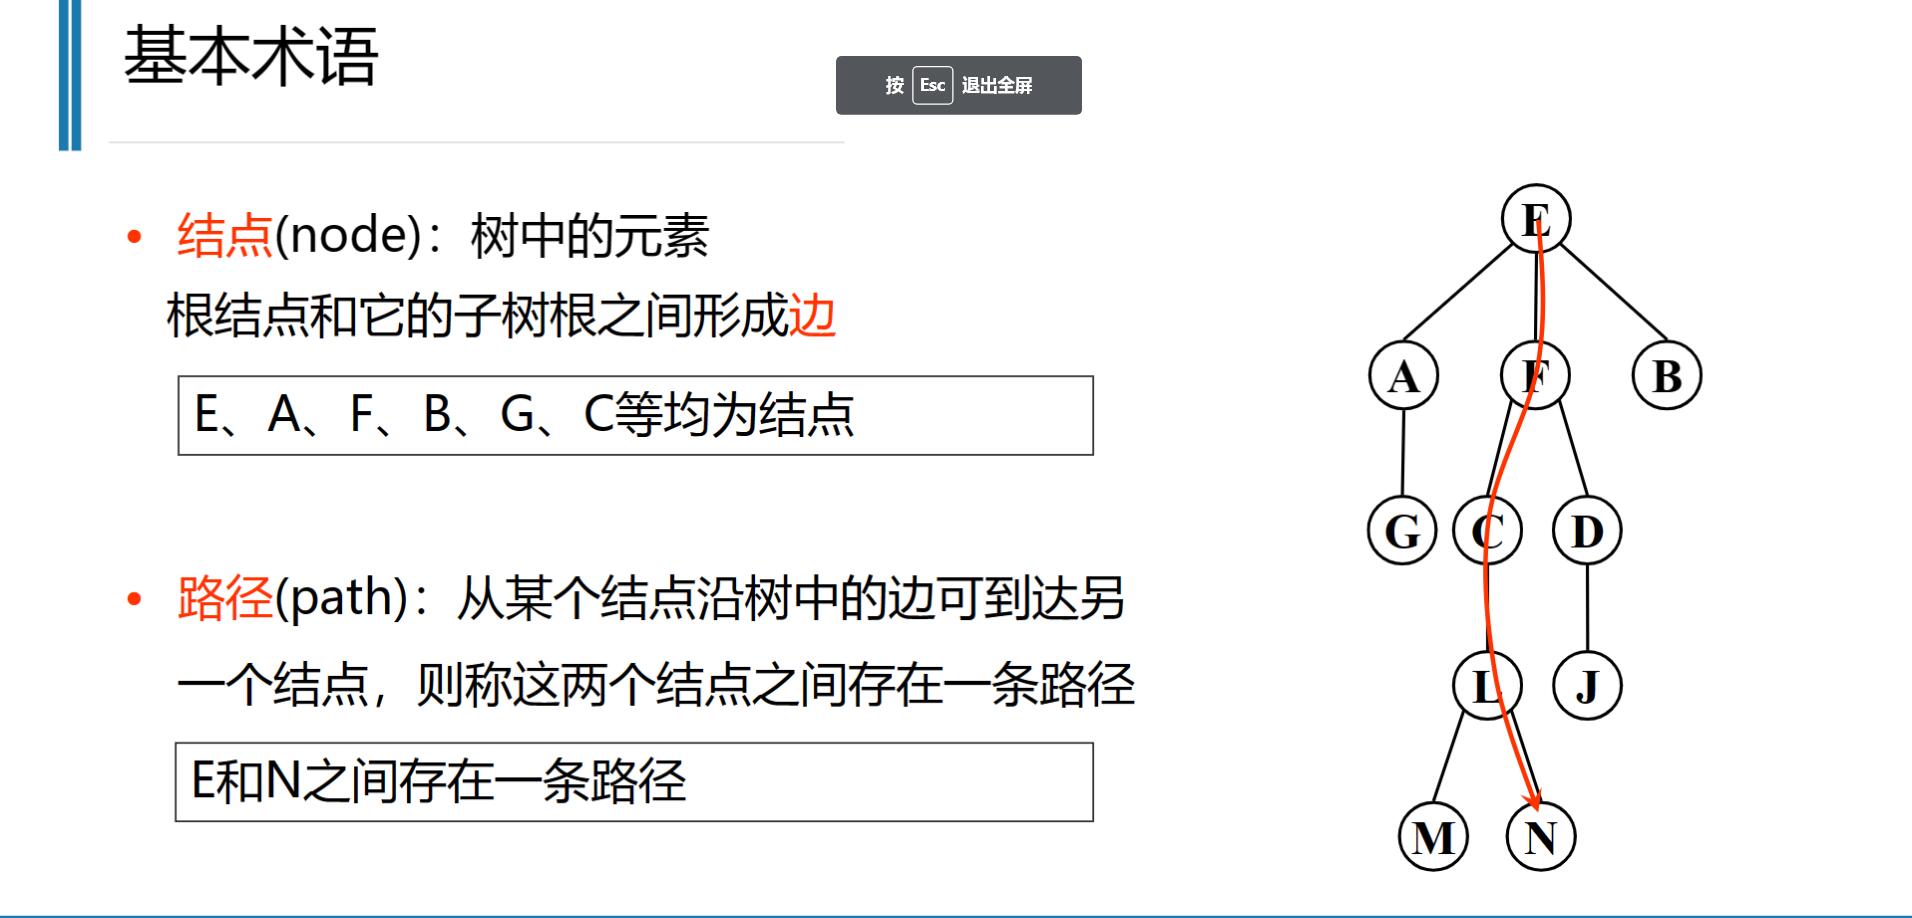 基本术语
按 Esc 退出全屏
• 结点(node)：树中的元素
根结点和它的子树根之间形成边
E、A、F、B、G、C等均为结点
• 路径(path)：从某个结点沿树中的边可到达另
一个结点，则称这两个结点之间存在一条路径
E和N之间存在一条路径
E
A F B
G C D
L J
M N